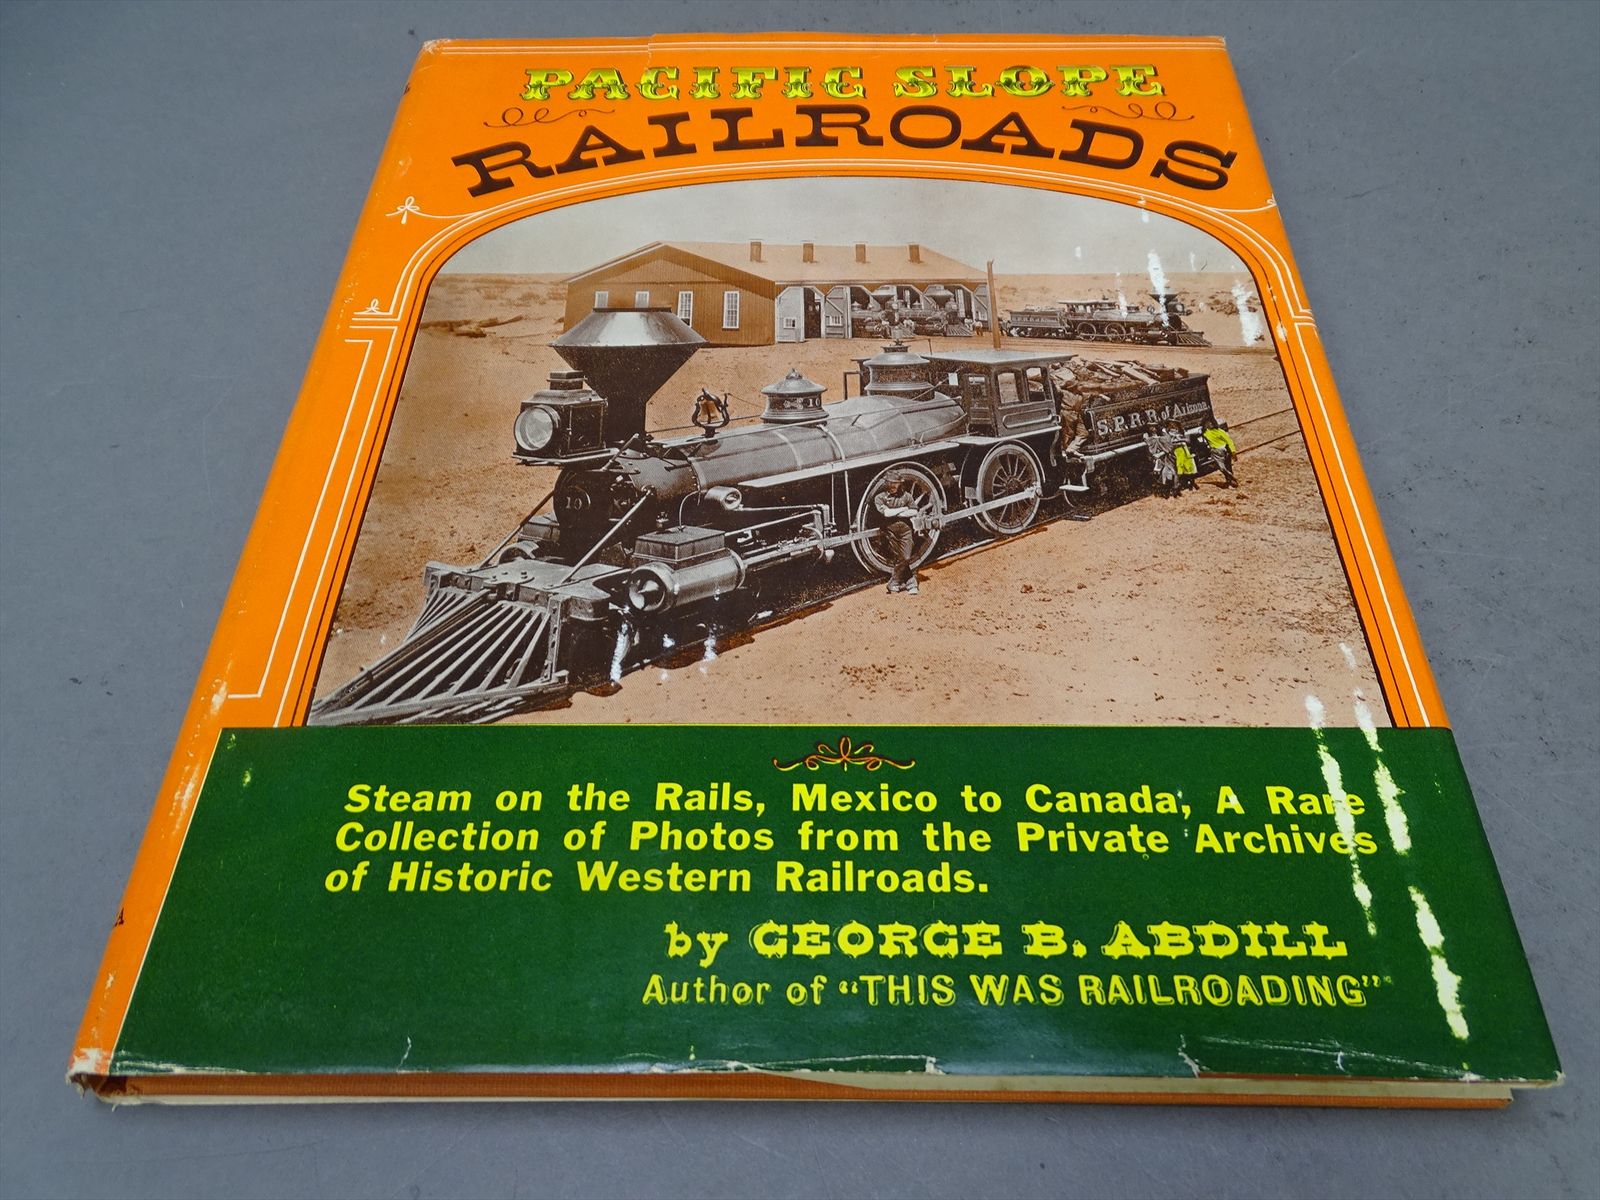 PACIFIC SLOPE
RAILROADS
10
S.P.R.R. of Arizona
Steam on the Rails, Mexico to Canada, A Rare
Collection of Photos from the Private Archives
of Historic Western Railroads.
by GEORGE B. ABDILL
Author of "THIS WAS RAILROADING"